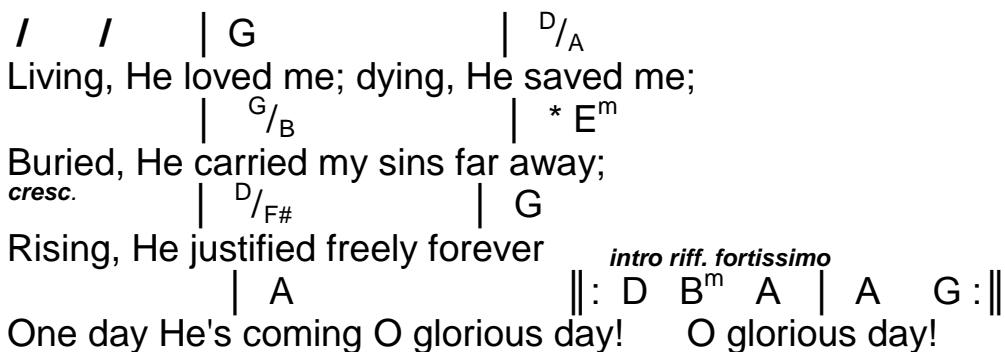 / / | G | D/A
Living, He loved me; dying, He saved me;
| G/B | * Em
Buried, He carried my sins far away;
cresc. | D/F# | G
Rising, He justified freely forever
intro riff. fortissimo
| A ‖: D Bm A | A G :‖
One day He's coming O glorious day! O glorious day!